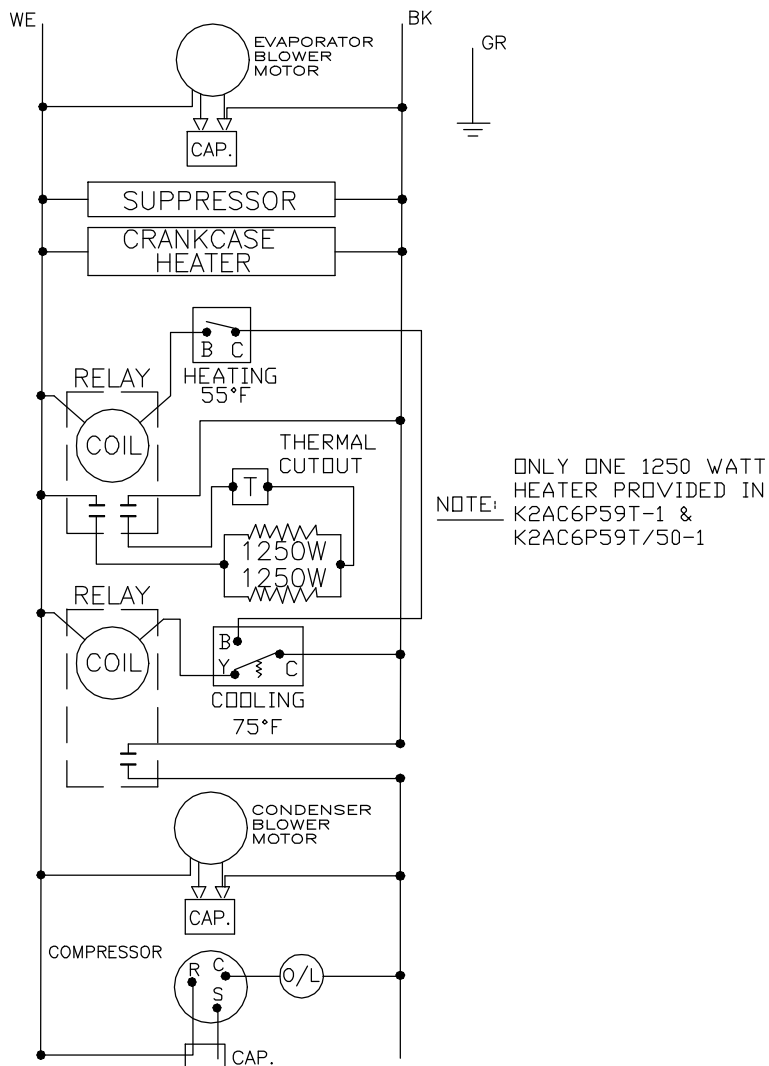 WE
BK
GR
EVAPORATOR
BLOWER
MOTOR
CAP.
SUPPRESSOR
CRANKCASE
HEATER
B C
HEATING
55°F
RELAY
COIL
THERMAL
CUTOUT
T
1250W
1250W
NOTE:
ONLY ONE 1250 WATT
HEATER PROVIDED IN
K2AC6P59T-1 &
K2AC6P59T/50-1
RELAY
COIL
B
Y
C
COOLING
75°F
CONDENSER
BLOWER
MOTOR
CAP.
COMPRESSOR
R C
S
O/L
CAP.